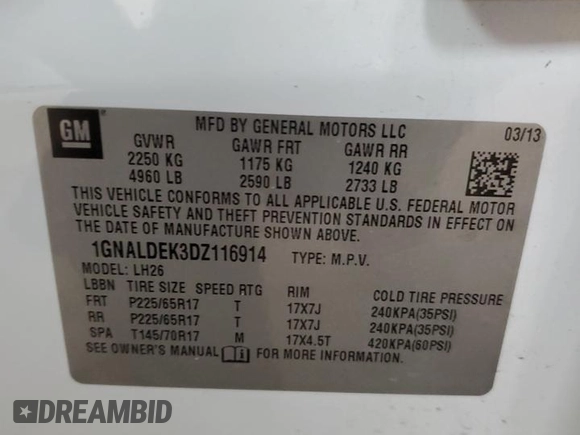 GM
MFD BY GENERAL MOTORS LLC 03/13
GVWR GAWR FRT GAWR RR
2250 KG 1175 KG 1240 KG
4960 LB 2590 LB 2733 LB
THIS VEHICLE CONFORMS TO ALL APPLICABLE U.S. FEDERAL MOTOR
VEHICLE SAFETY AND THEFT PREVENTION STANDARDS IN EFFECT ON
THE DATE OF MANUFACTURE SHOWN ABOVE.
1GNALDEK3DZ116914 TYPE: M.P.V.
MODEL: LH26
LBBN TIRE SIZE SPEED RTG RIM COLD TIRE PRESSURE
FRT P225/65R17 T 17X7J 240KPA(35PSI)
RR P225/65R17 T 17X7J 240KPA(35PSI)
SPA T145/70R17 M 17X4.5T 420KPA(60PSI)
SEE OWNER'S MANUAL FOR MORE INFORMATION.
DREAMBID